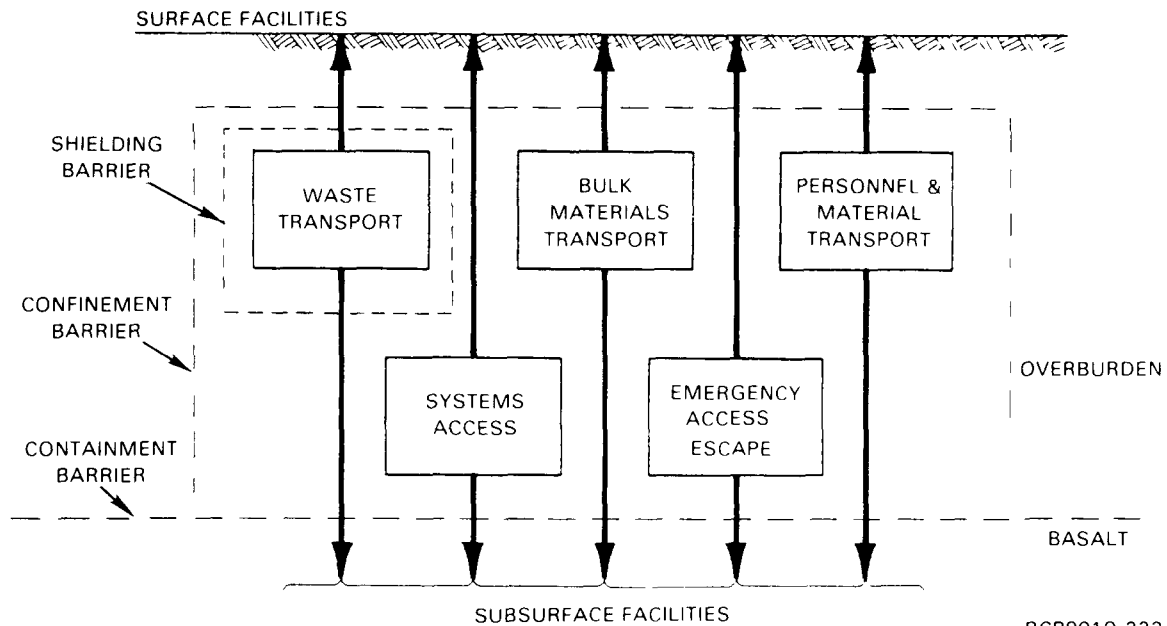 SURFACE FACILITIES
SHIELDING
BARRIER
WASTE
TRANSPORT
BULK
MATERIALS
TRANSPORT
PERSONNEL &
MATERIAL
TRANSPORT
CONFINEMENT
BARRIER
SYSTEMS
ACCESS
EMERGENCY
ACCESS
ESCAPE
OVERBURDEN
CONTAINMENT
BARRIER
BASALT
SUBSURFACE FACILITIES